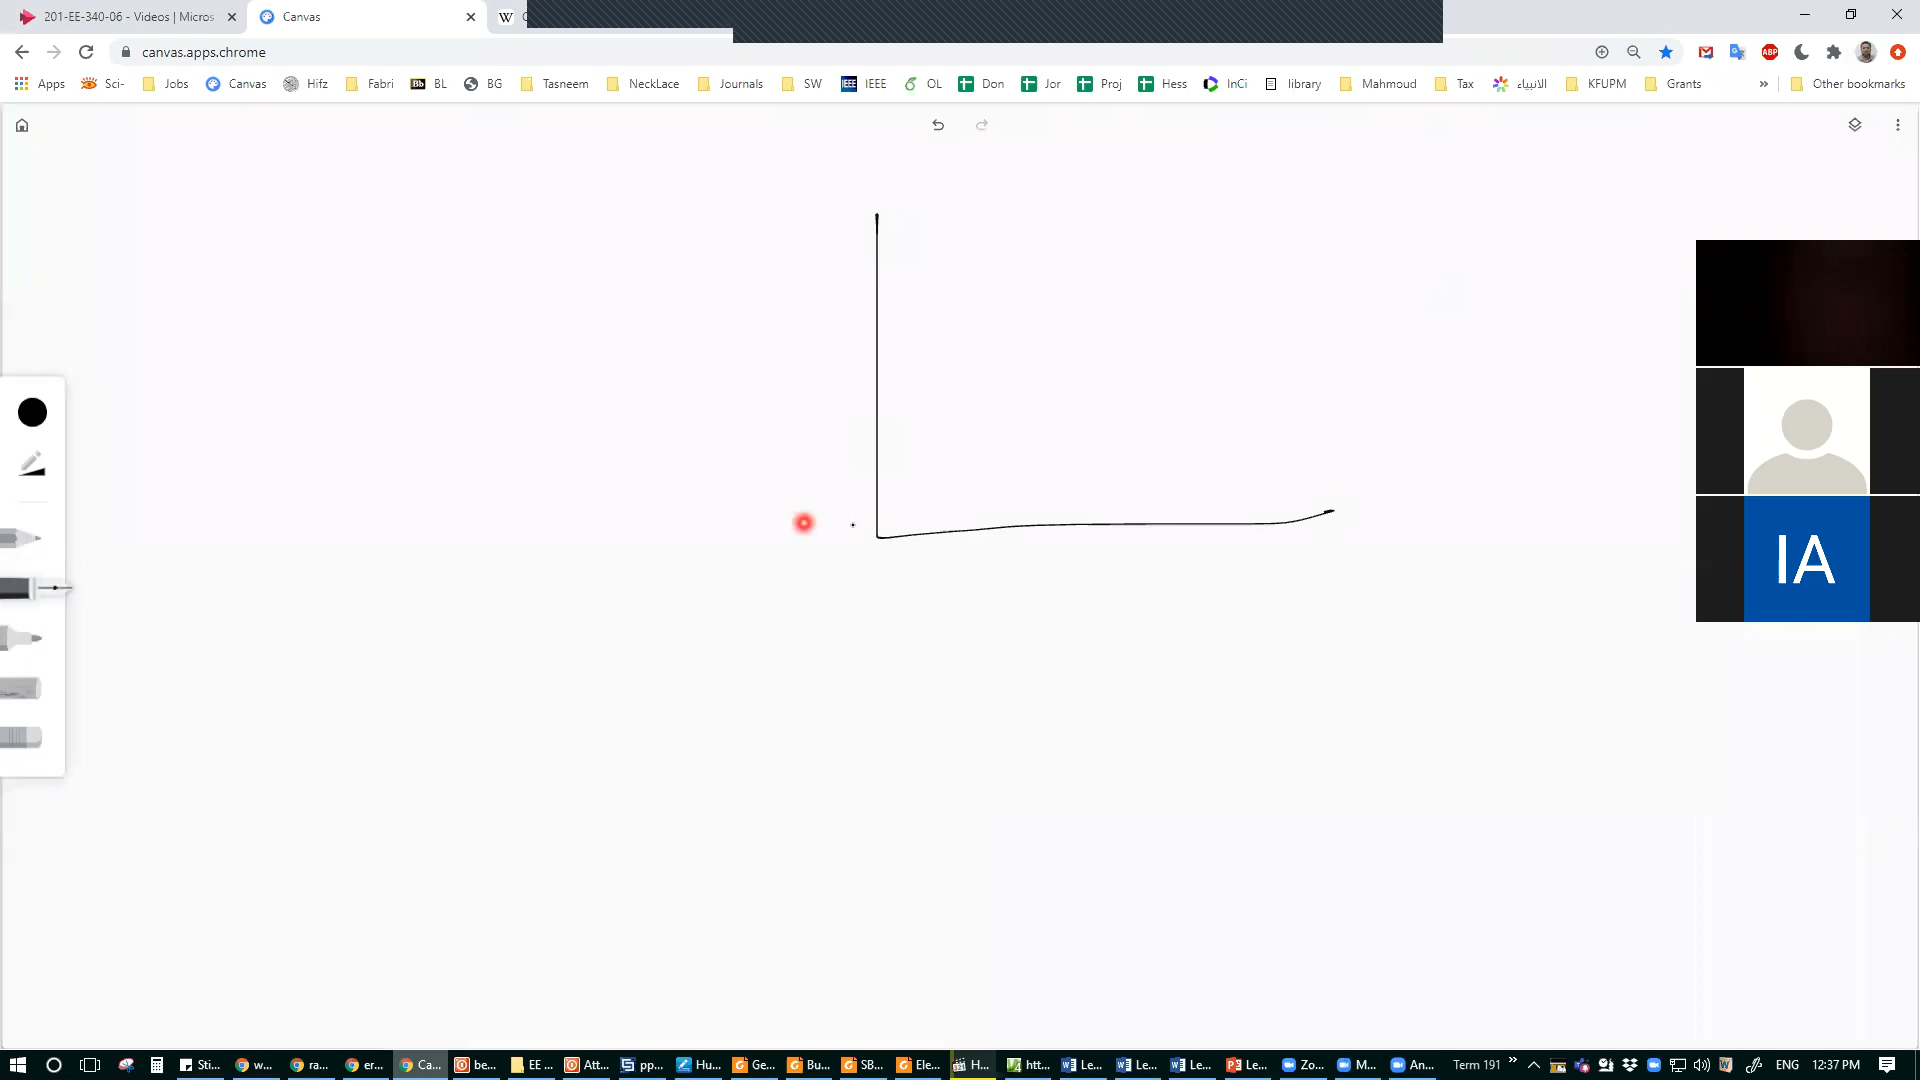 201-EE-340-06 - Videos | Micros
Canvas
W
canvas.apps.chrome
ABP
Apps
Sci-
Jobs
Canvas
Hifz
Fabri
Bb BL
BG
Tasneem
NeckLace
Journals
SW
IEEE IEEE
OL
Don
Jor
Proj
Hess
InCi
library
Mahmoud
Tax
الانبياء
KFUPM
Grants
»
Other bookmarks
IA
Sti...
w...
ra...
er...
Ca...
be...
EE ...
Att...
pp...
Hu...
Ge...
Bu...
SB...
Ele...
H...
htt...
Le...
Le...
Le...
Le...
Zo...
M...
An...
Term 191
»
ENG
12:37 PM